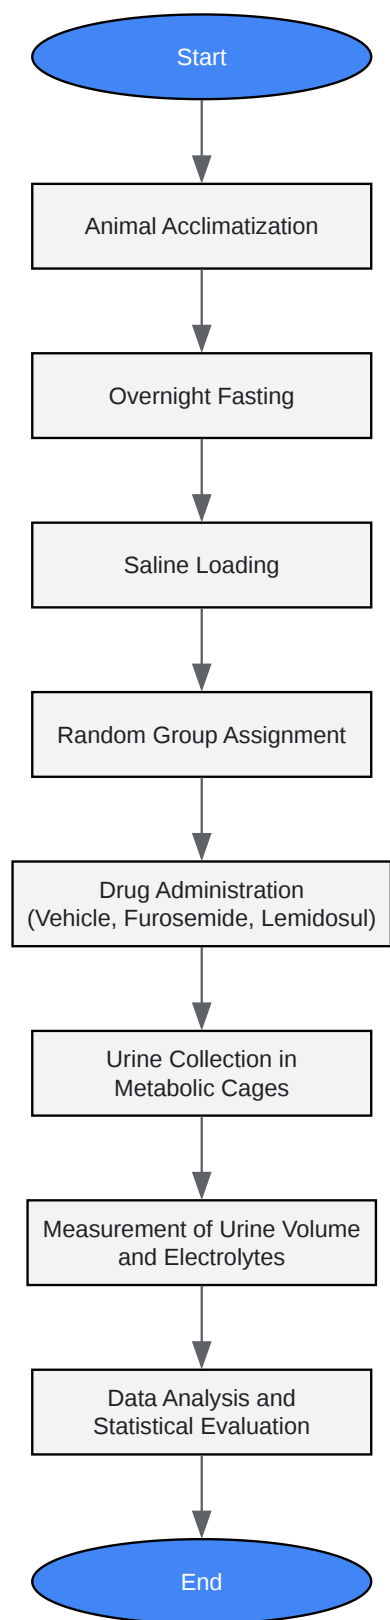 Start
Animal Acclimatization
Overnight Fasting
Saline Loading
Random Group Assignment
Drug Administration
(Vehicle, Furosemide, Lemidosul)
Urine Collection in
Metabolic Cages
Measurement of Urine Volume
and Electrolytes
Data Analysis and
Statistical Evaluation
End